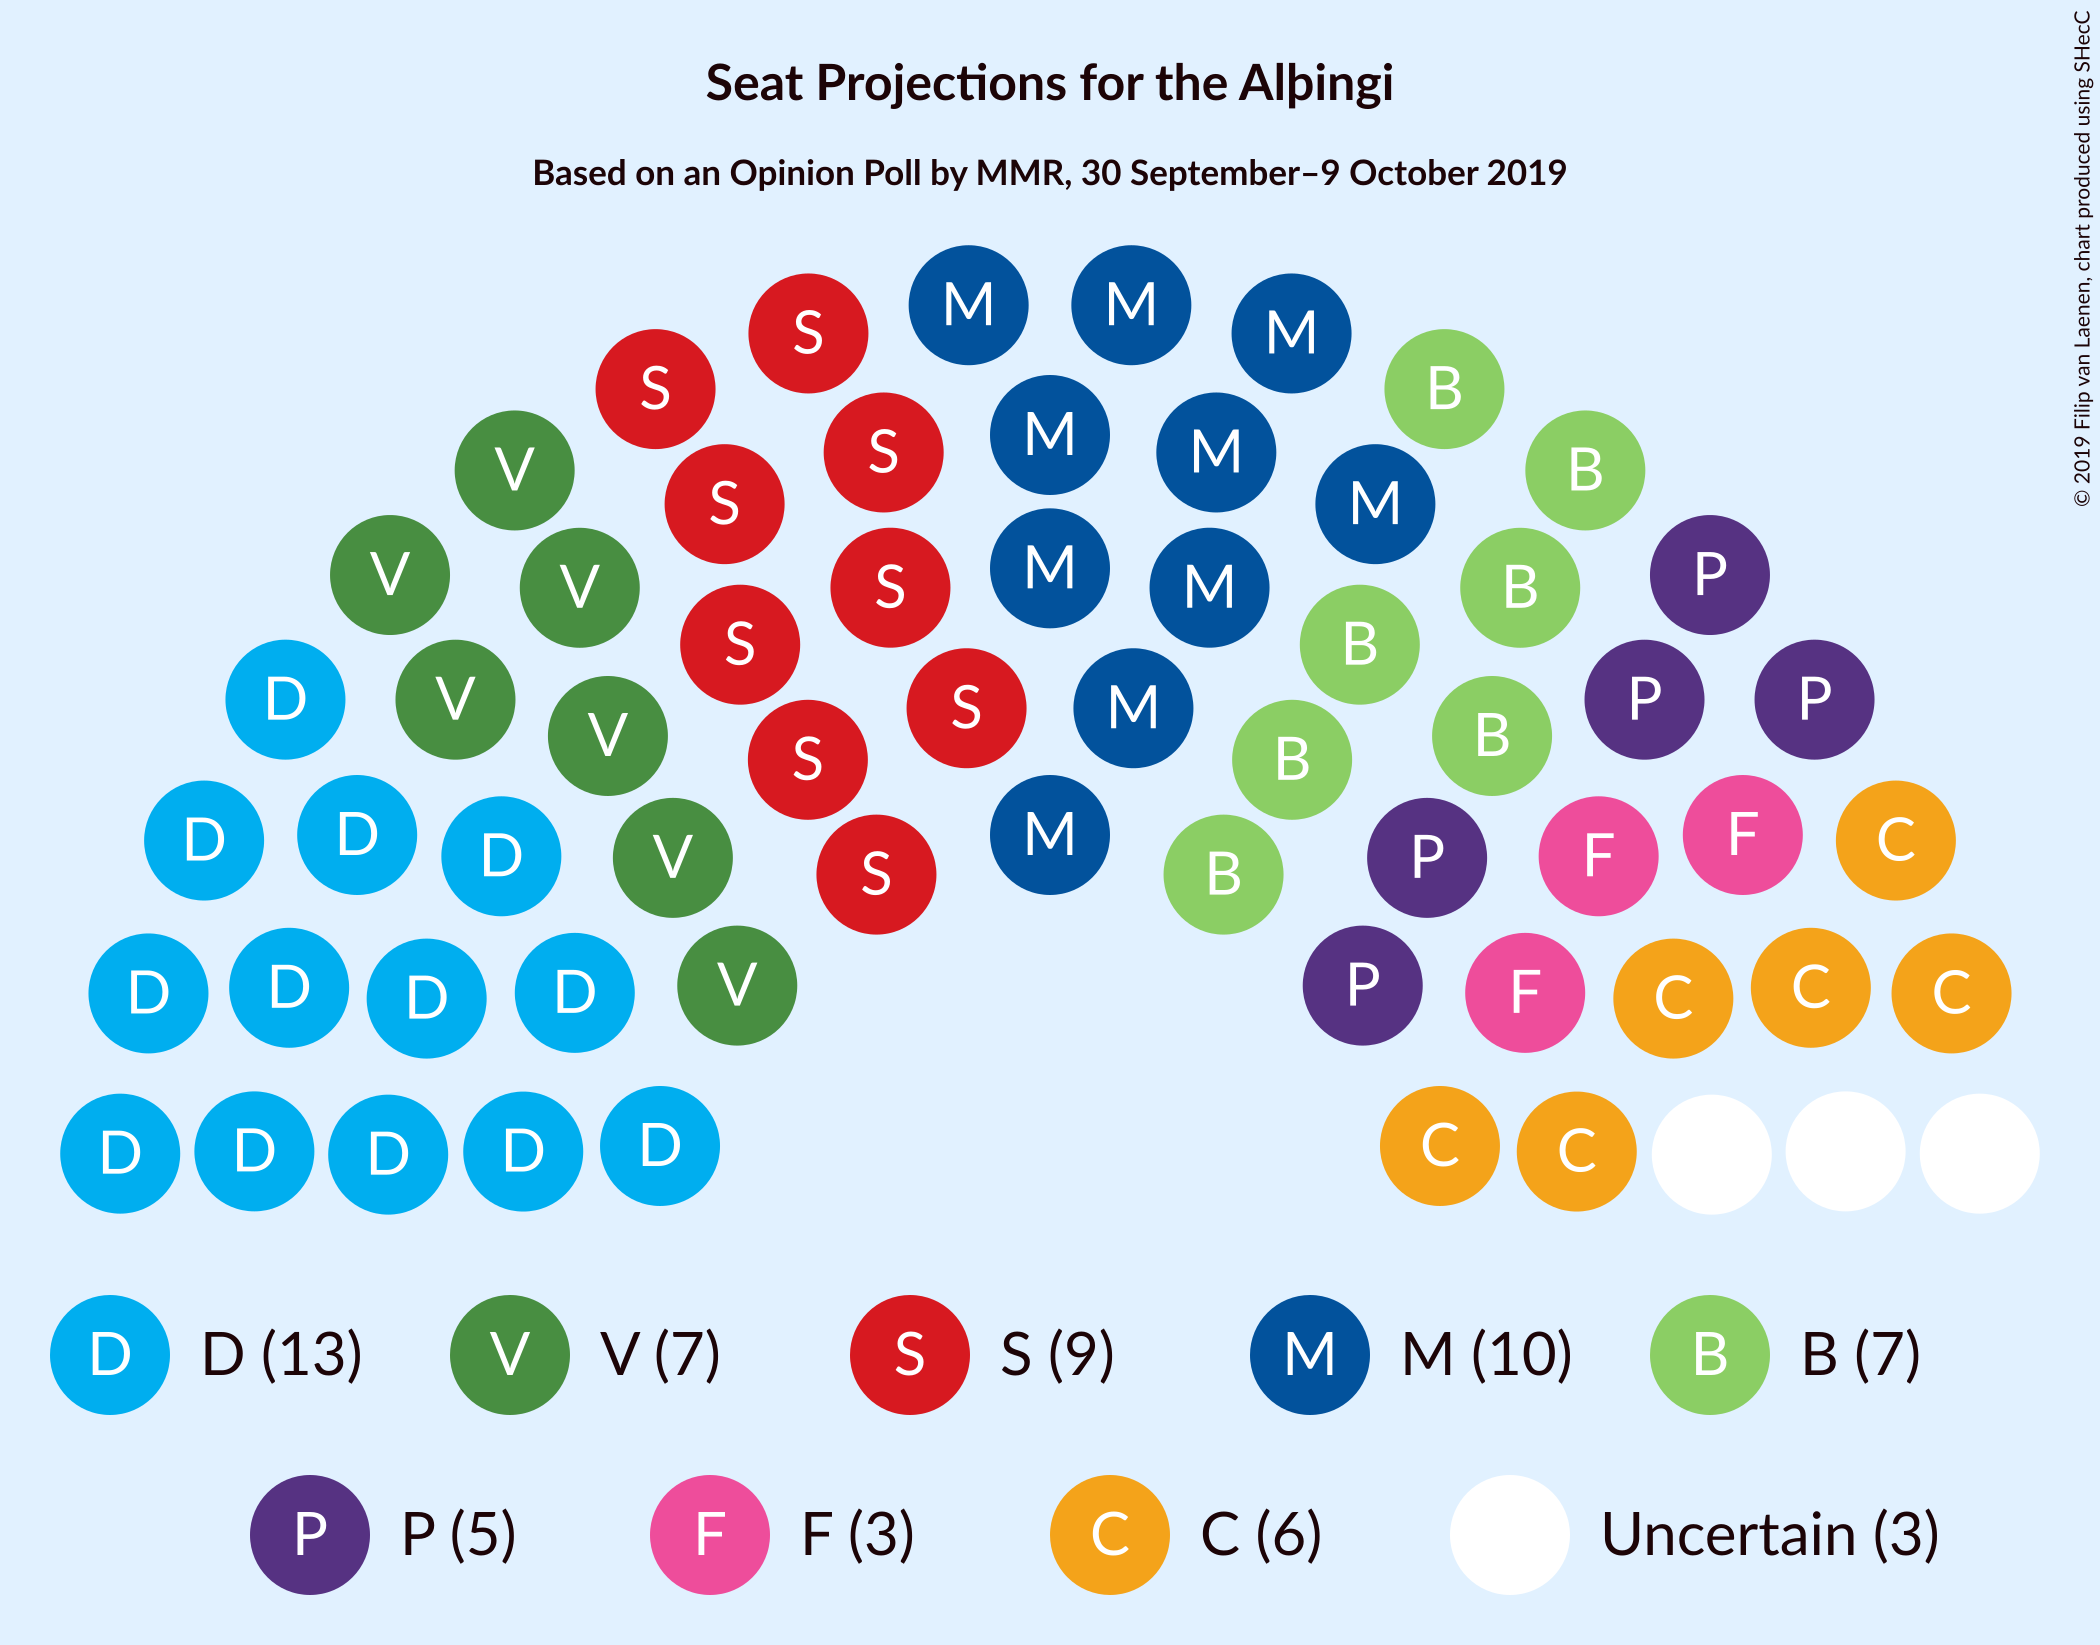 Seat Projections for the Alþingi
Based on an Opinion Poll by MMR, 30 September–9 October 2019
© 2019 Filip van Laenen, chart produced using SHecC
S M M M
S B
S M M
V B
S M
V V S M M B P
S B
D V S M P P
V S B B
D D D V S M B P F F C
D D D D V P F C C C
D D D D D C C
D D (13) V V (7) S S (9) M M (10) B B (7)
P P (5) F F (3) C C (6) Uncertain (3)